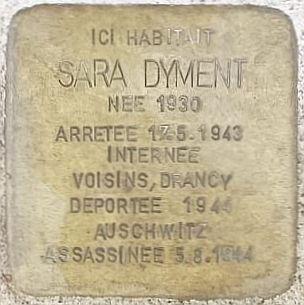 ICI HABITAIT
SARA DYMENT
NEE 1930
ARRETEE 17.5.1943
INTERNEE
VOISINS, DRANCY
DEPORTEE 1944
AUSCHWITZ
ASSASSINEE 5.8.1944